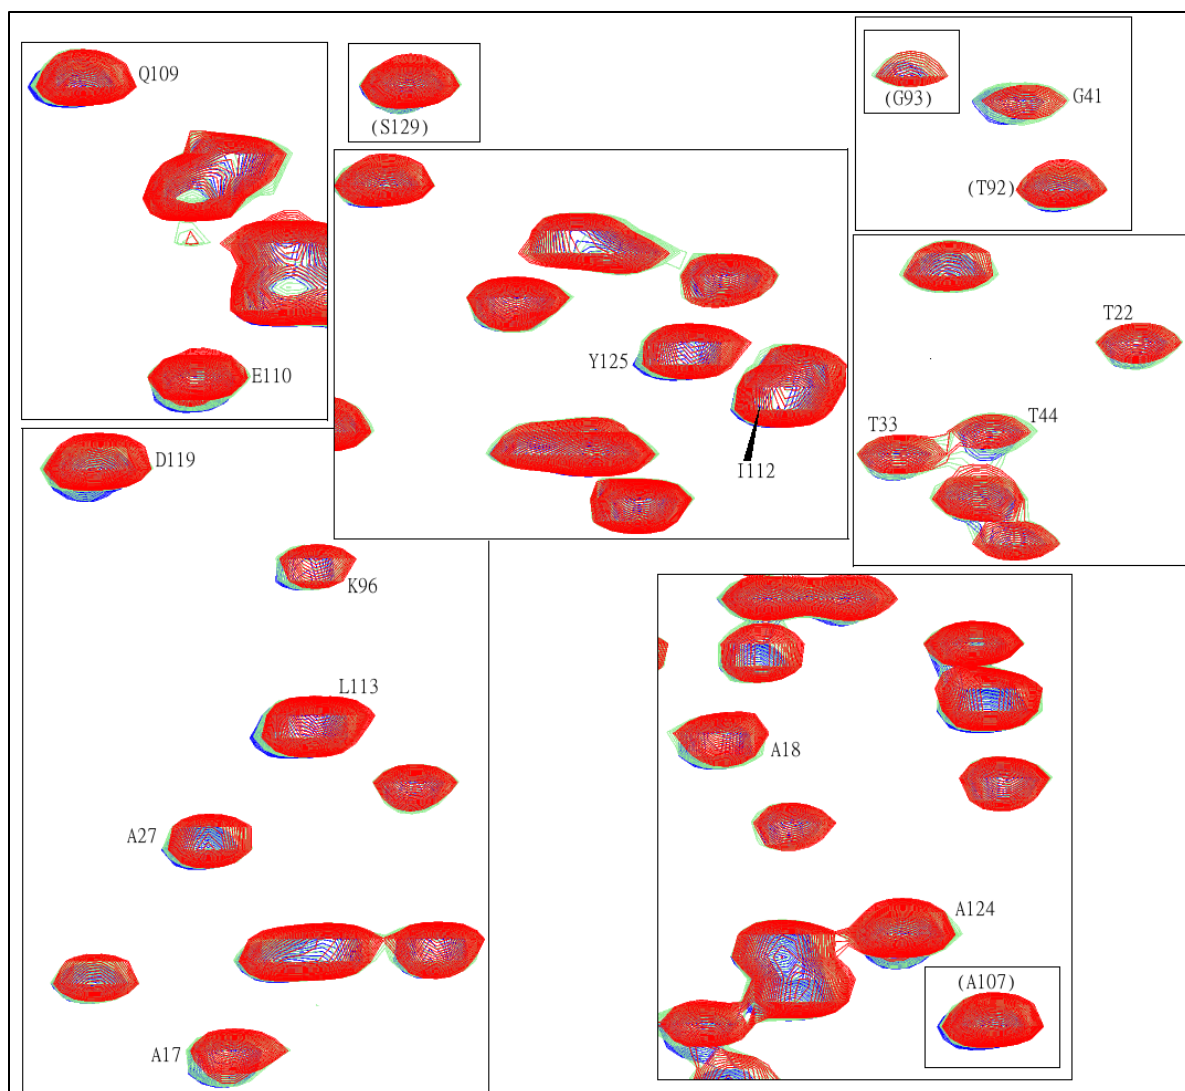 Q109
(S129)
(G93)
G41
(T92)
E110
Y125
I112
T22
T33
T44
D119
K96
L113
A27
A17
A18
A124
(A107)